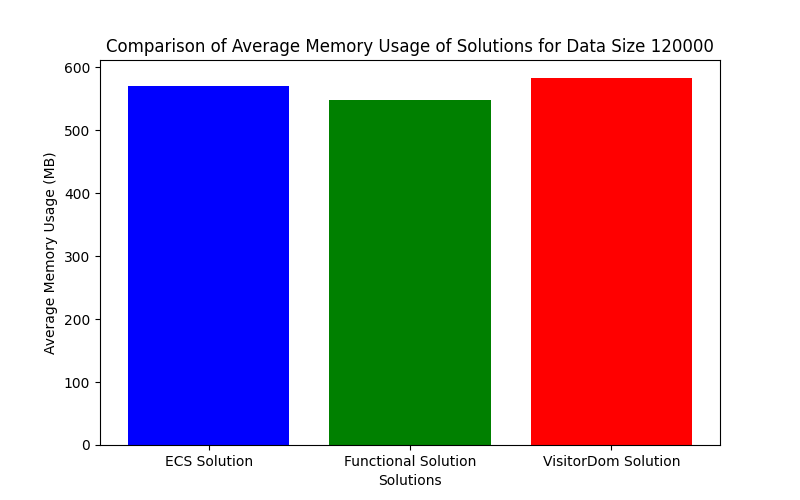 Comparison of Average Memory Usage of Solutions for Data Size 120000
Average Memory Usage (MB)
600
500
400
300
200
100
0
ECS Solution
Functional Solution
VisitorDom Solution
Solutions